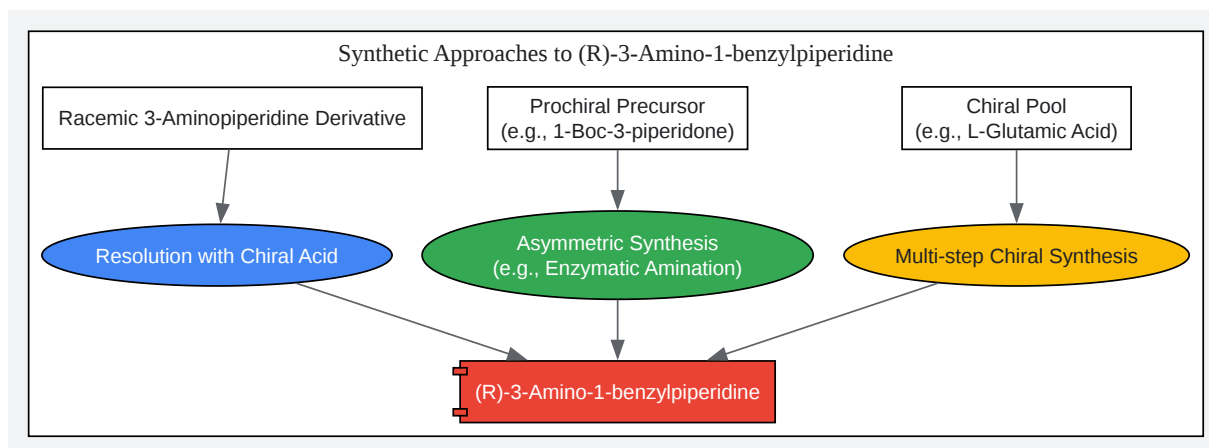 Synthetic Approaches to (R)-3-Amino-1-benzylpiperidine
Racemic 3-Aminopiperidine Derivative
Prochiral Precursor
(e.g., 1-Boc-3-piperidone)
Chiral Pool
(e.g., L-Glutamic Acid)
Resolution with Chiral Acid
Asymmetric Synthesis
(e.g., Enzymatic Amination)
Multi-step Chiral Synthesis
(R)-3-Amino-1-benzylpiperidine